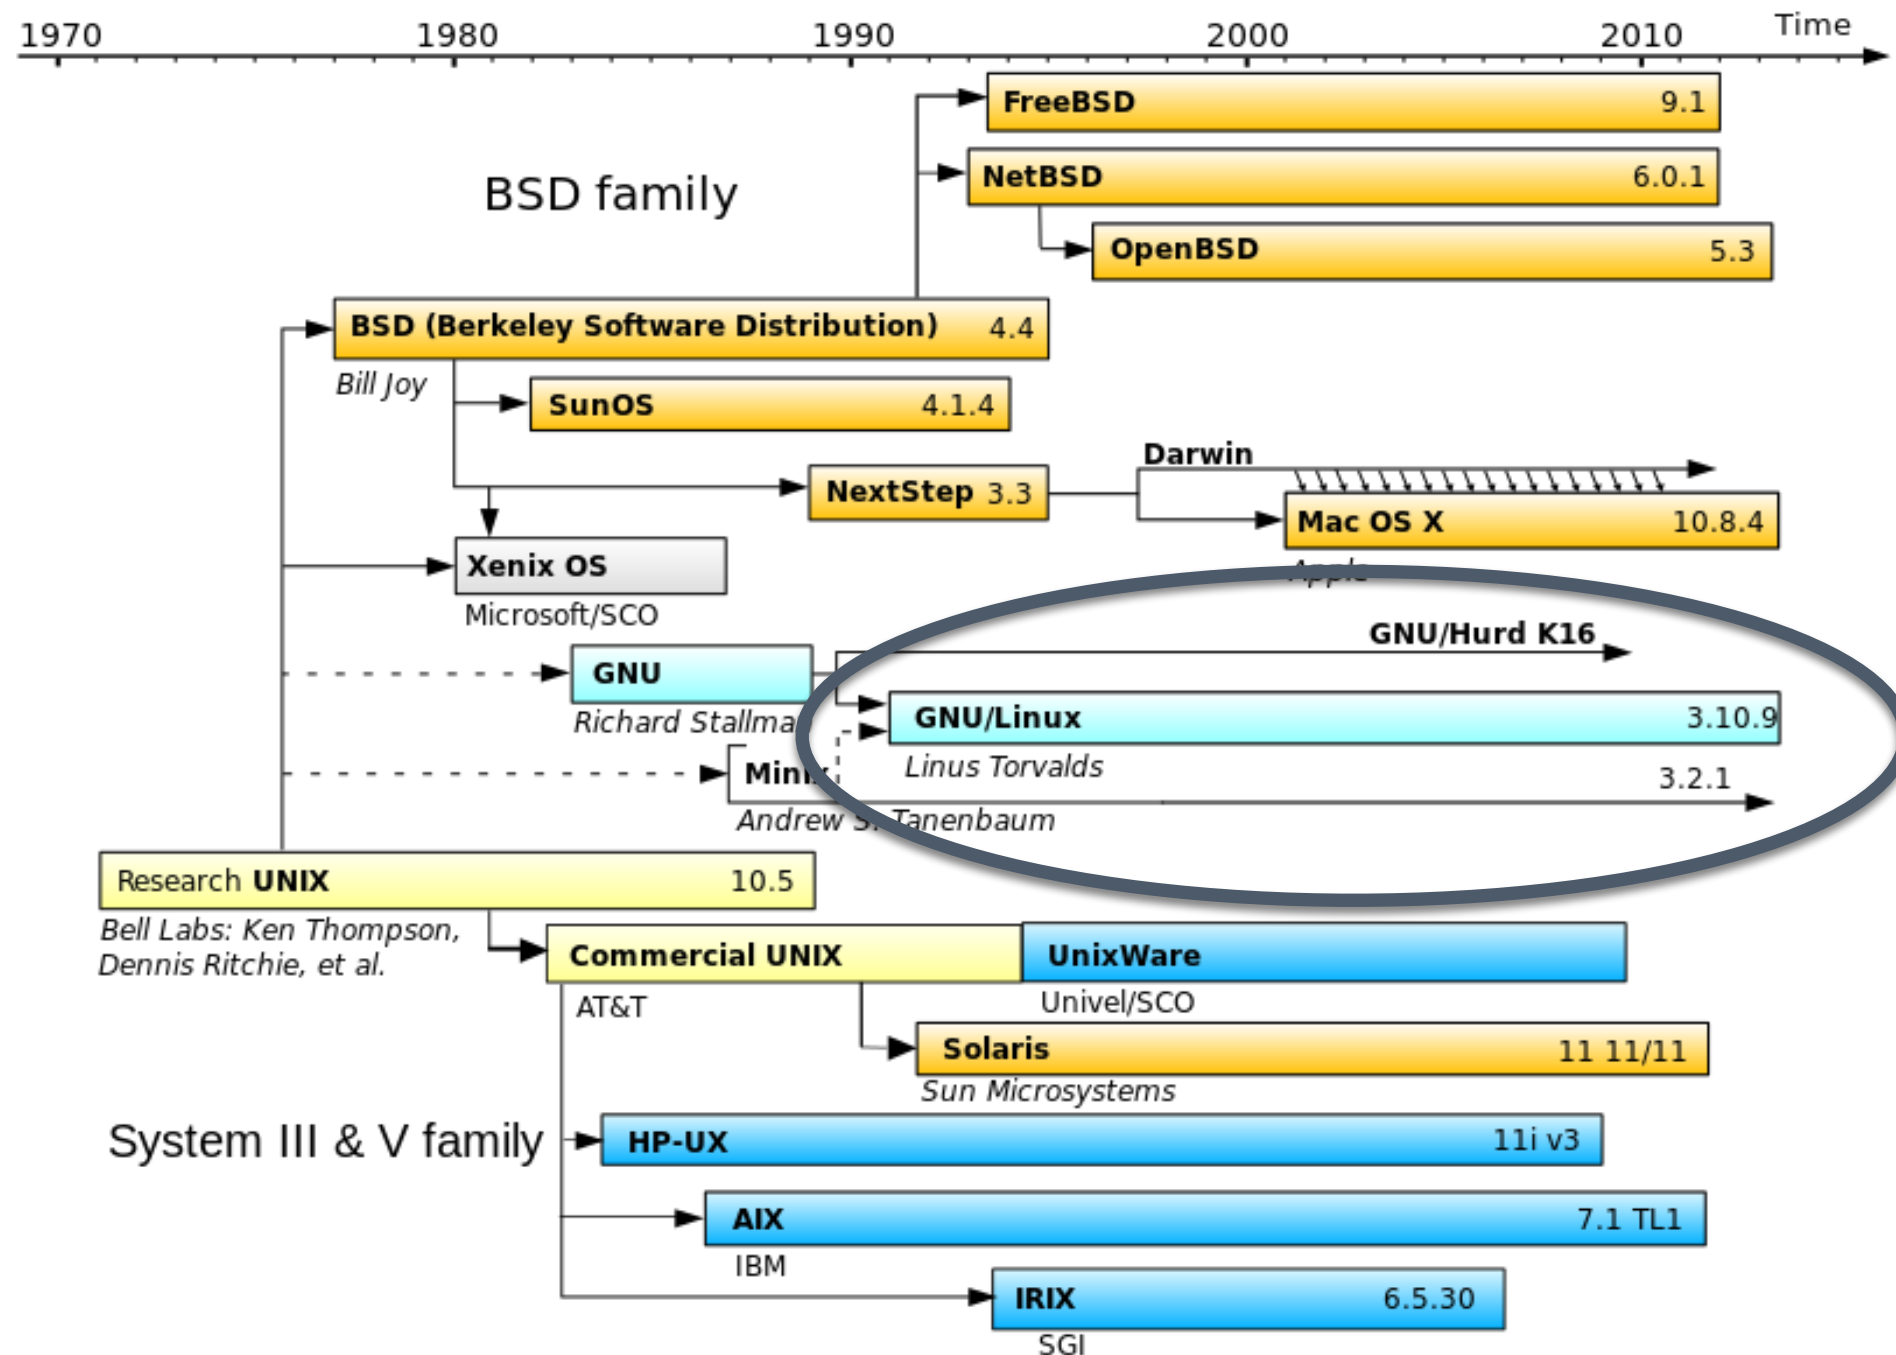 1970 1980 1990 2000 2010 Time
FreeBSD 9.1
BSD family
NetBSD 6.0.1
OpenBSD 5.3
BSD (Berkeley Software Distribution) 4.4
Bill Joy
SunOS 4.1.4
Darwin
NextStep 3.3
Mac OS X 10.8.4
Apple
Xenix OS
Microsoft/SCO
GNU/Hurd K16
GNU
Richard Stallma
GNU/Linux 3.10.9
Linus Torvalds
Minix 3.2.1
Andrew S. Tanenbaum
Research UNIX 10.5
Bell Labs: Ken Thompson,
Dennis Ritchie, et al.
Commercial UNIX
AT&T
UnixWare
Univel/SCO
Solaris 11 11/11
Sun Microsystems
System III & V family
HP-UX 11i v3
AIX 7.1 TL1
IBM
IRIX 6.5.30
SGI